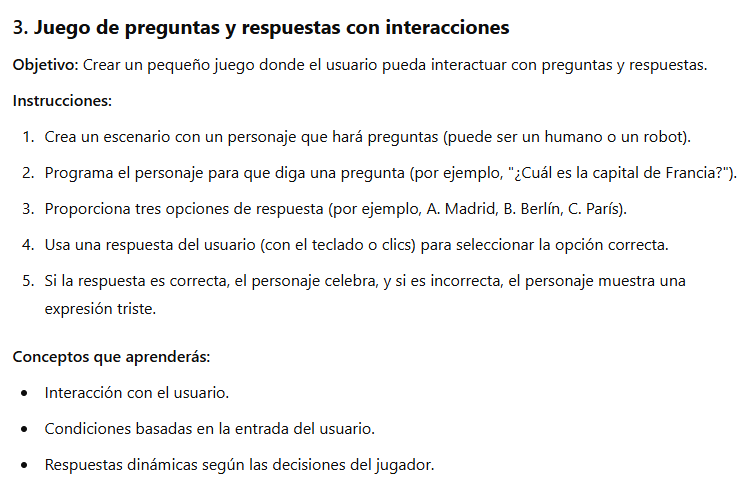 3. Juego de preguntas y respuestas con interacciones
Objetivo: Crear un pequeño juego donde el usuario pueda interactuar con preguntas y respuestas.
Instrucciones:
1. Crea un escenario con un personaje que hará preguntas (puede ser un humano o un robot).
2. Programa el personaje para que diga una pregunta (por ejemplo, "¿Cuál es la capital de Francia?").
3. Proporciona tres opciones de respuesta (por ejemplo, A. Madrid, B. Berlín, C. París).
4. Usa una respuesta del usuario (con el teclado o clics) para seleccionar la opción correcta.
5. Si la respuesta es correcta, el personaje celebra, y si es incorrecta, el personaje muestra una
expresión triste.
Conceptos que aprenderás:
• Interacción con el usuario.
• Condiciones basadas en la entrada del usuario.
• Respuestas dinámicas según las decisiones del jugador.